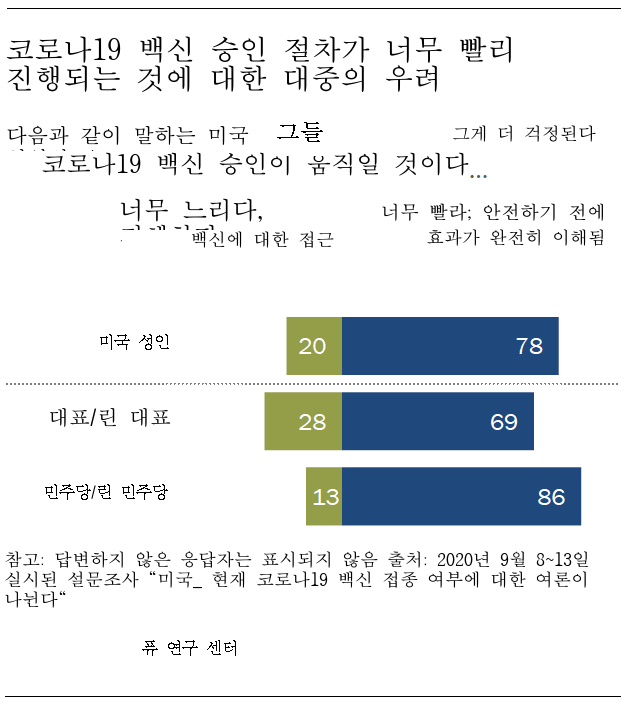 코로나19 백신 승인 절차가 너무 빨리
진행되는 것에 대한 대중의 우려
다음과 같이 말하는 미국 그들 그게 더 걱정된다
코로나19 백신 승인이 움직일 것이다...
너무 느리다, 너무 빨라; 안전하기 전에
백신에 대한 접근 효과가 완전히 이해됨
미국 성인 20 78
대표/린 대표 28 69
민주당/린 민주당 13 86
참고: 답변하지 않은 응답자는 표시되지 않음 출처: 2020년 9월 8~13일
실시된 설문조사 “미국_ 현재 코로나19 백신 접종 여부에 대한 여론이
나뉜다“
퓨 연구 센터